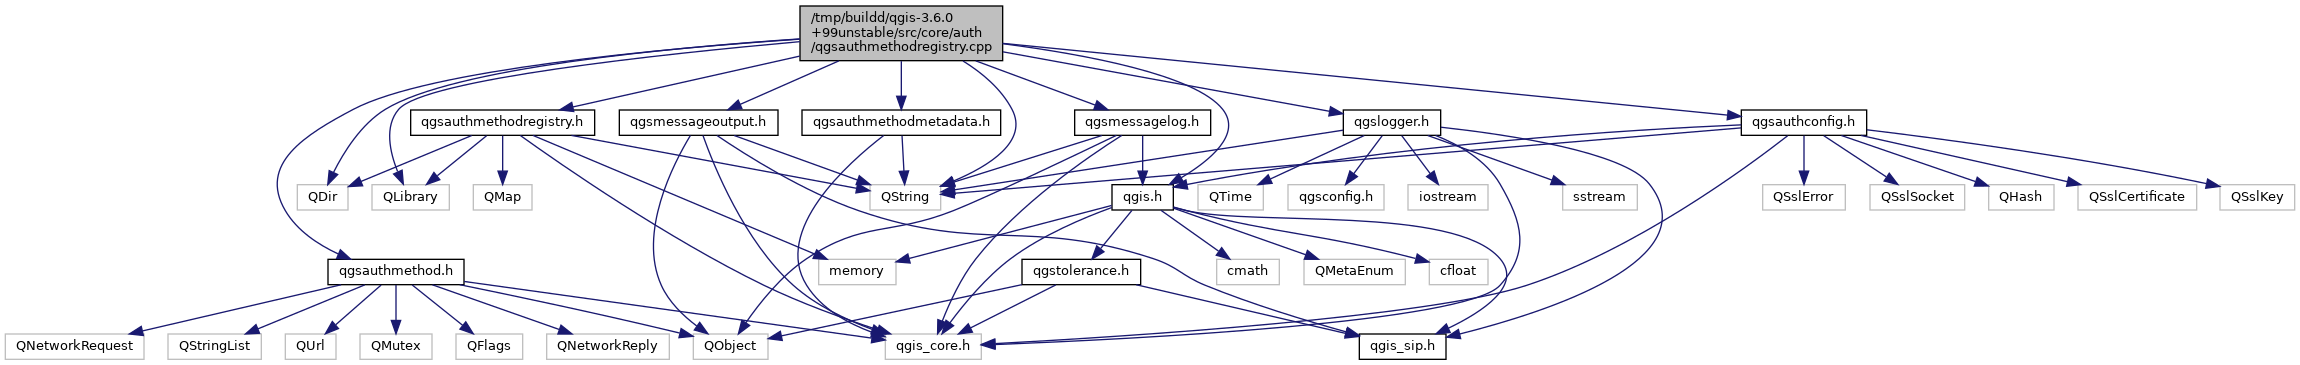 /tmp/buildd/qgis-3.6.0
+99unstable/src/core/auth
/qgsauthmethodregistry.cpp
qgsauthmethodregistry.h
qgsmessageoutput.h
qgsauthmethodmetadata.h
qgsmessagelog.h
qgslogger.h
qgsauthconfig.h
QDir
QLibrary
QMap
QString
qgis.h
QTime
qgsconfig.h
iostream
sstream
QSslError
QSslSocket
QHash
QSslCertificate
QSslKey
qgsauthmethod.h
memory
qgstolerance.h
cmath
QMetaEnum
cfloat
QNetworkRequest
QStringList
QUrl
QMutex
QFlags
QNetworkReply
QObject
qgis_core.h
qgis_sip.h